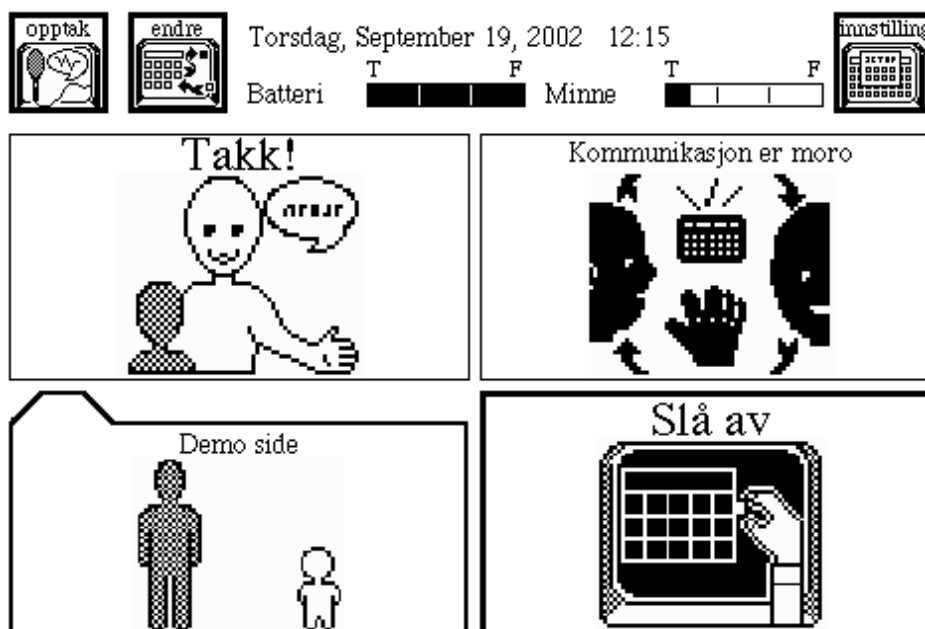 opptak
endre
Torsdag, September 19, 2002 12:15
innstilling
T F T F
Batteri Minne
SETUP
Takk!
Kommunikasjon er moro
Demo side
Slå av